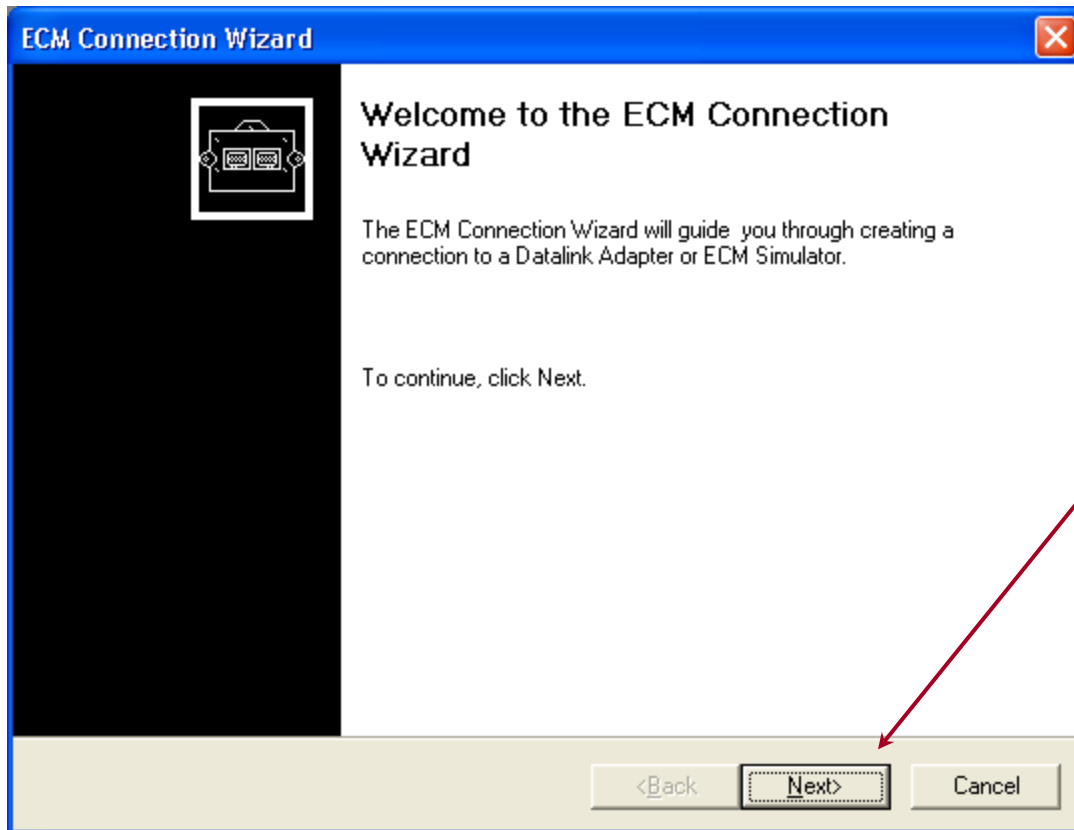 ECM Connection Wizard
Welcome to the ECM Connection
Wizard
The ECM Connection Wizard will guide  you through creating a
connection to a Datalink Adapter or ECM Simulator.
To continue, click Next.
<Back
Next>
Cancel